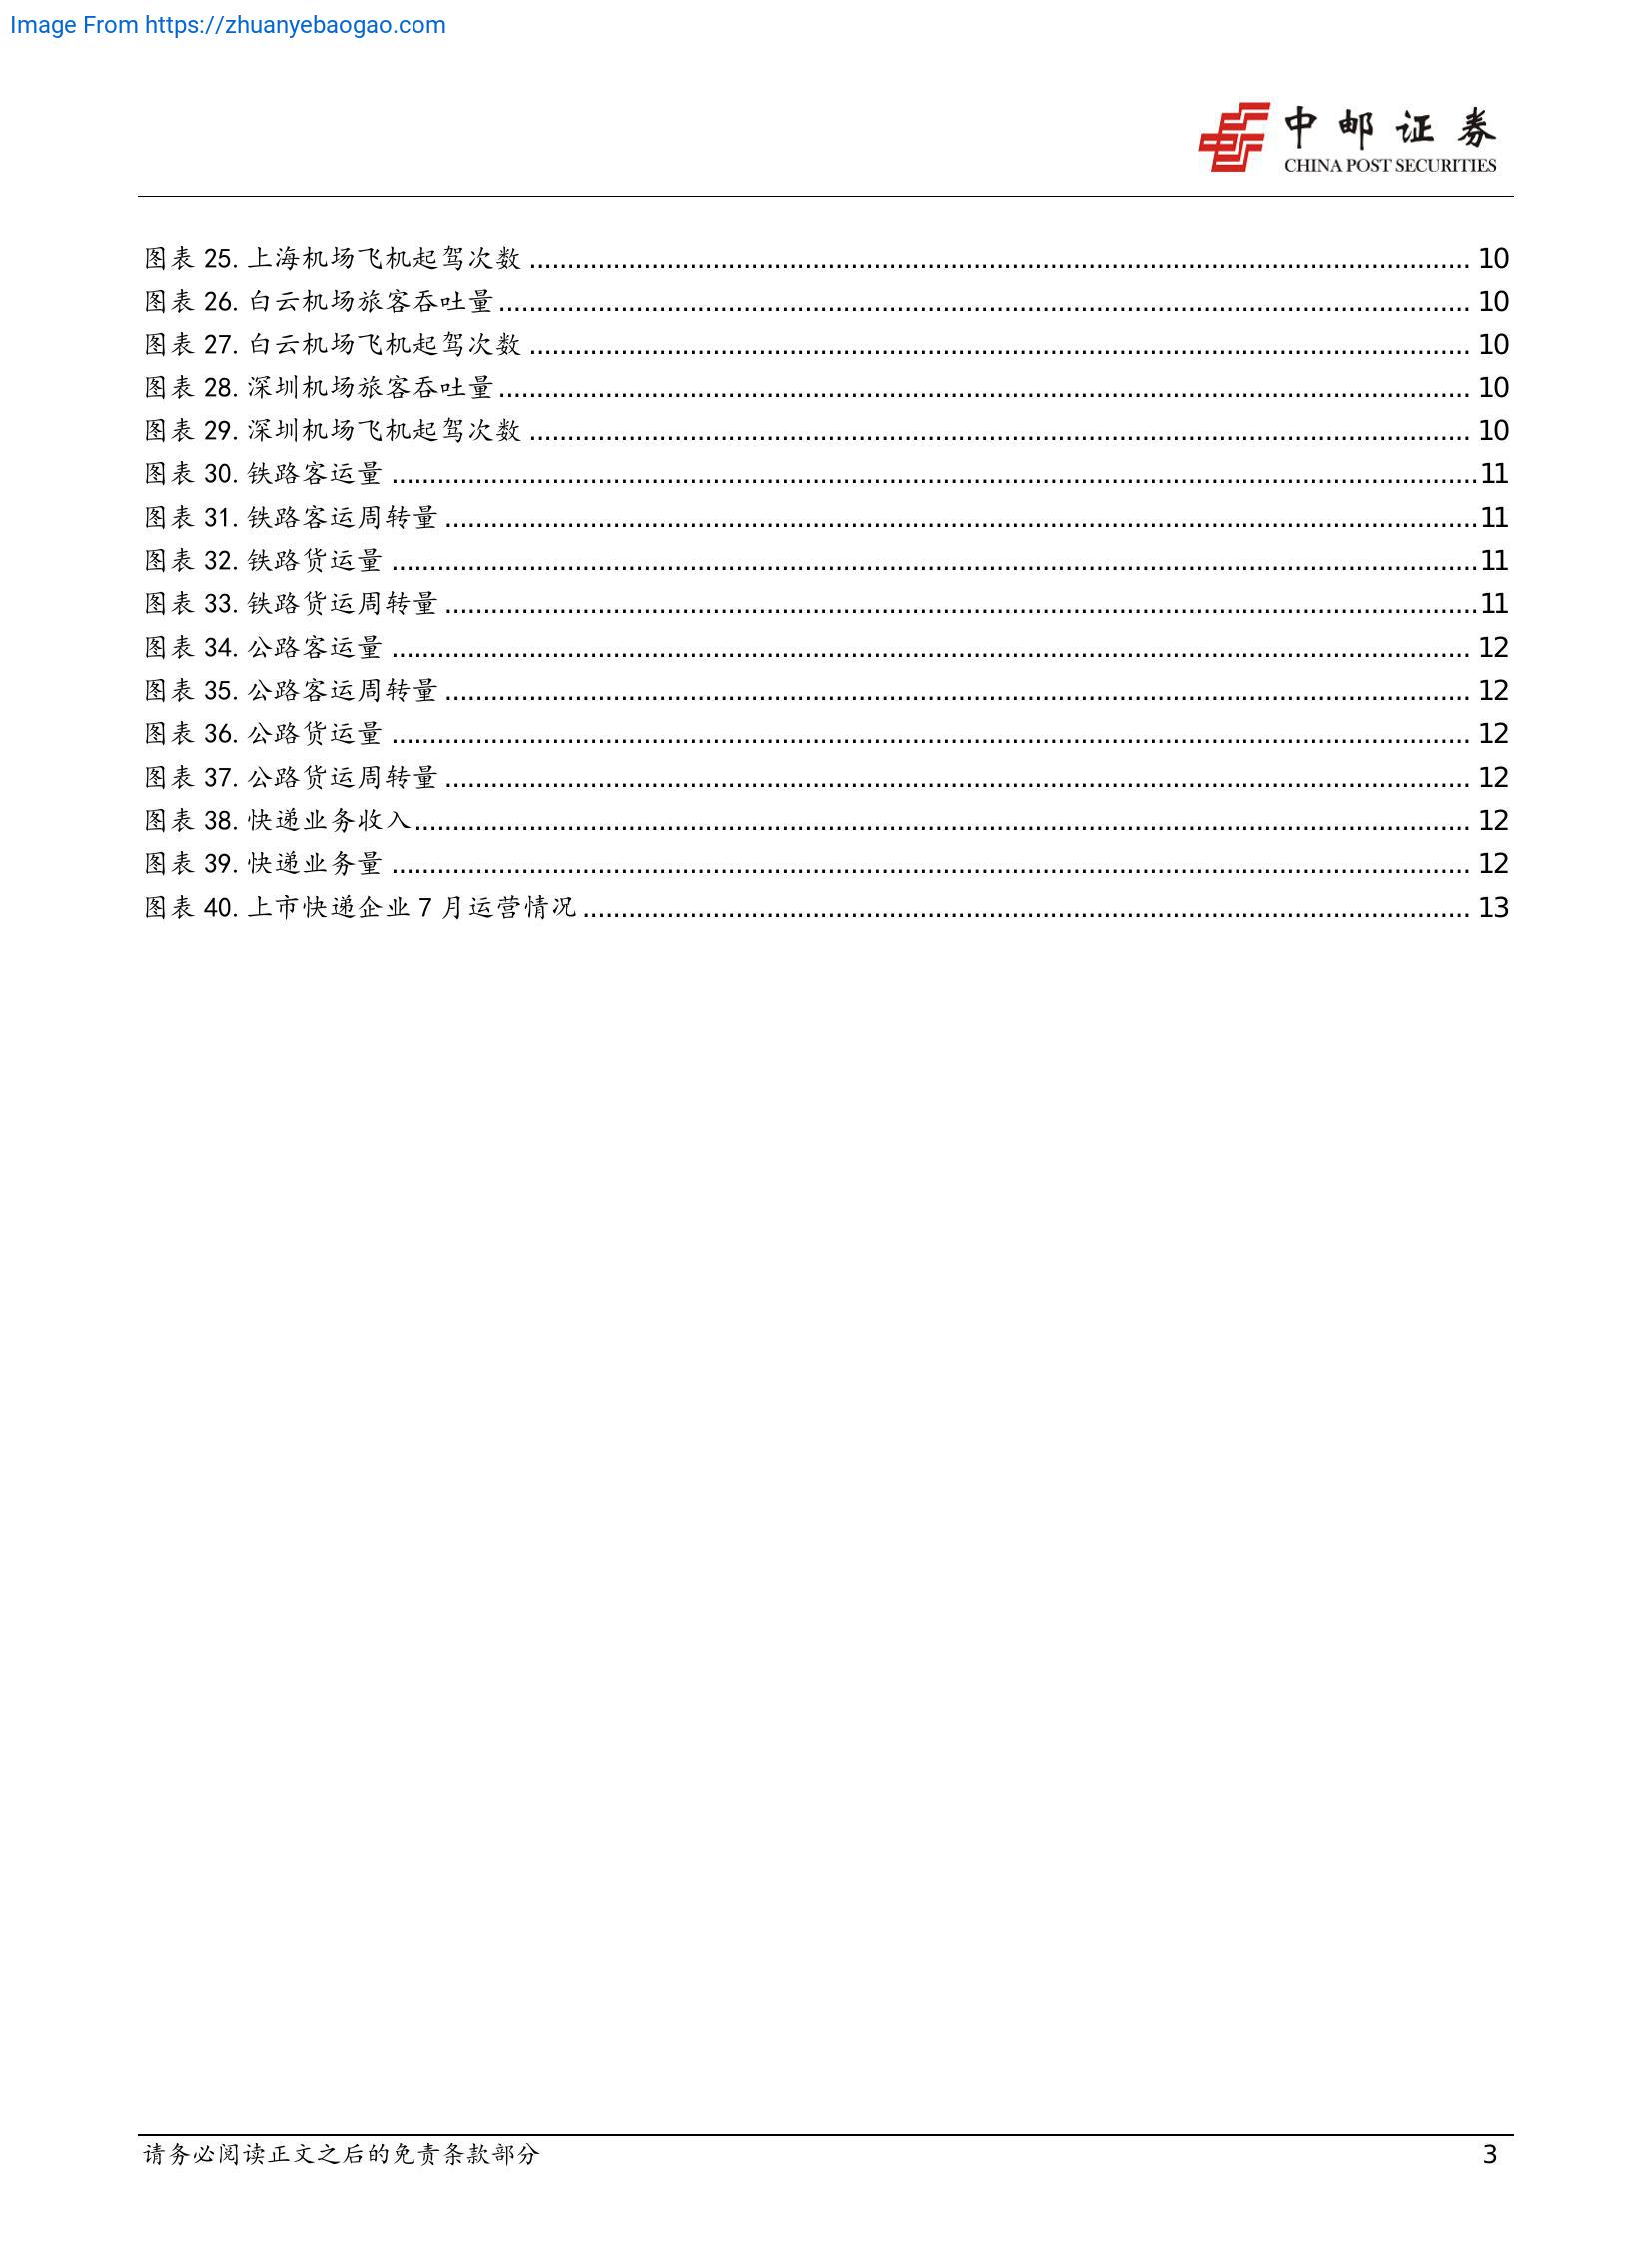 Image From https://zhuanyebaogao.com
中邮证券
CHINA POST SECURITIES
图表 25. 上海机场飞机起驾次数 10
图表 26. 白云机场旅客吞吐量 10
图表 27. 白云机场飞机起驾次数 10
图表 28. 深圳机场旅客吞吐量 10
图表 29. 深圳机场飞机起驾次数 10
图表 30. 铁路客运量 11
图表 31. 铁路客运周转量 11
图表 32. 铁路货运量 11
图表 33. 铁路货运周转量 11
图表 34. 公路客运量 12
图表 35. 公路客运周转量 12
图表 36. 公路货运量 12
图表 37. 公路货运周转量 12
图表 38. 快递业务收入 12
图表 39. 快递业务量 12
图表 40. 上市快递企业 7 月运营情况 13
请务必阅读正文之后的免责条款部分 3